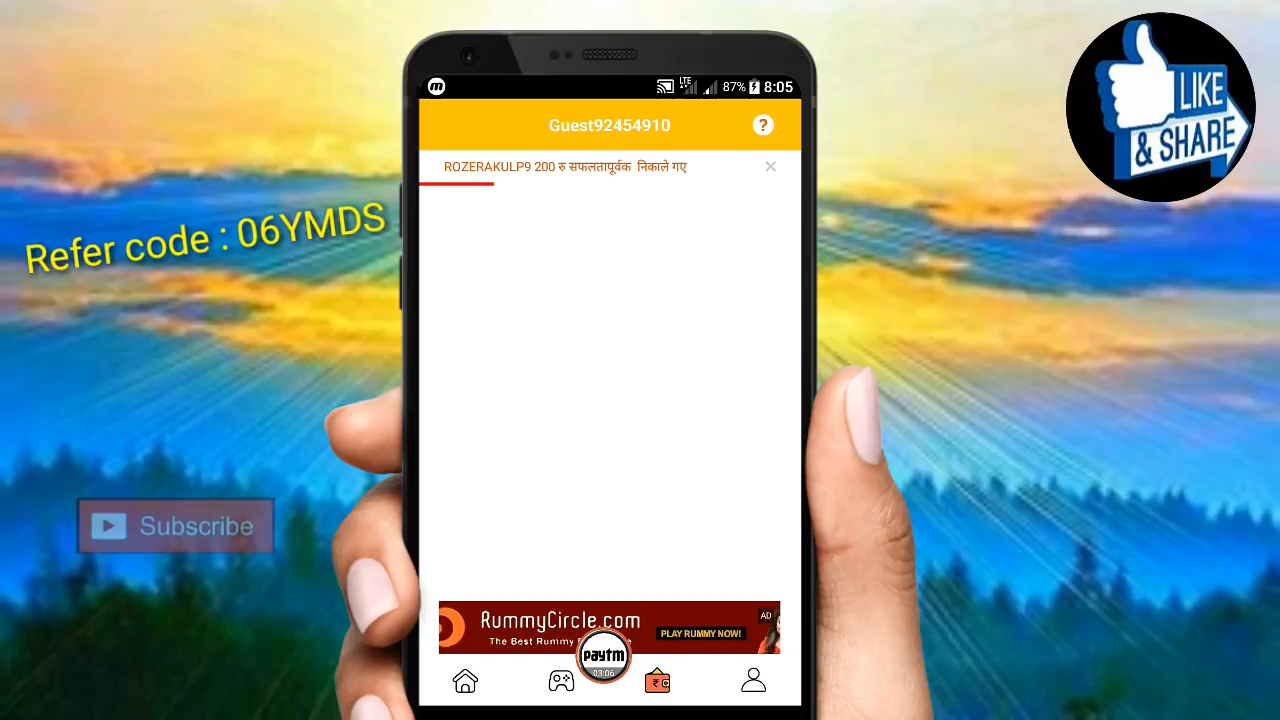 LTE
87% 8:05
Guest92454910
?
ROZERAKULP9 200 रु सफलतापूर्वक निकाले गए
LIKE
& SHARE
Refer code : 06YMDS
Subscribe
RummyCircle.com
AD
The Best Rummy
PLAY RUMMY NOW!
paytm
03:06